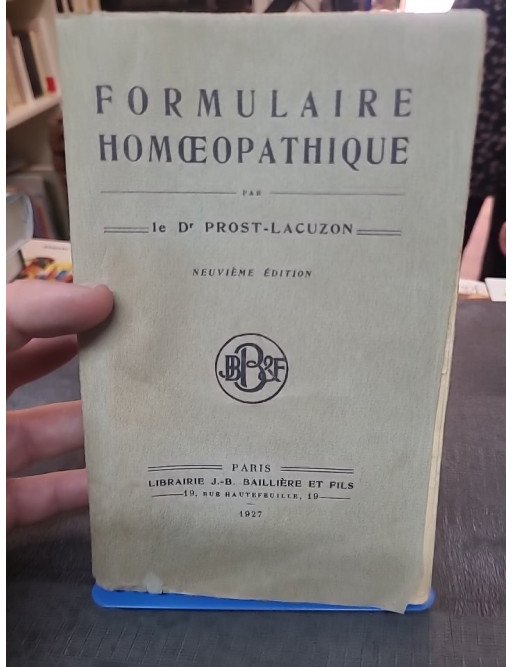 FORMULAIRE
HOMŒOPATHIQUE
PAR
le Dr PROST-LACUZON
NEUVIÈME ÉDITION
JBB&F
PARIS
LIBRAIRIE J.-B. BAILLIÈRE ET FILS
19, RUE HAUTEFEUILLE, 19
1927